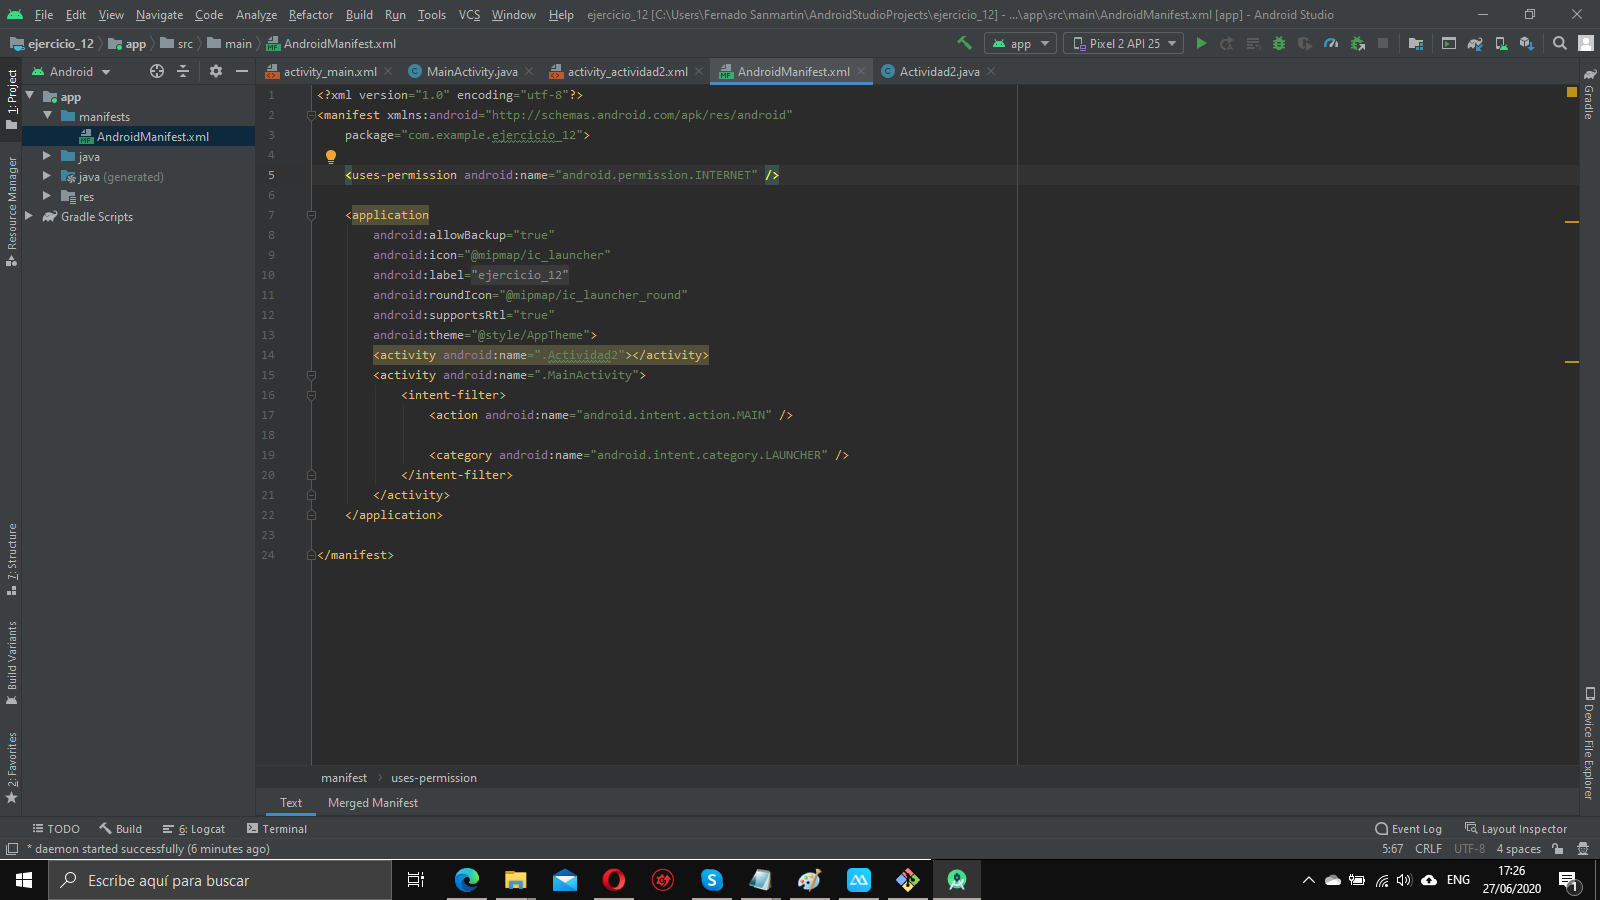 File Edit View Navigate Code Analyze Refactor Build Run Tools VCS Window Help ejercicio_12 [C:\Users\Fernado Sanmartin\AndroidStudioProjects\ejercicio_12] - ...\app\src\main\AndroidManifest.xml [app] - Android Studio
ejercicio_12 app src main AndroidManifest.xml app Pixel 2 API 25
Android activity_main.xml MainActivity.java activity_actividad2.xml AndroidManifest.xml Actividad2.java
1: Project
Resource Manager
7: Structure
Build Variants
2: Favorites
app
manifests
AndroidManifest.xml
java
java (generated)
res
Gradle Scripts
1 <?xml version="1.0" encoding="utf-8"?>
2 <manifest xmlns:android="http://schemas.android.com/apk/res/android"
3 package="com.example.ejercicio_12">
4
5 <uses-permission android:name="android.permission.INTERNET" />
6
7 <application
8 android:allowBackup="true"
9 android:icon="@mipmap/ic_launcher"
10 android:label="ejercicio_12"
11 android:roundIcon="@mipmap/ic_launcher_round"
12 android:supportsRtl="true"
13 android:theme="@style/AppTheme">
14 <activity android:name=".Actividad2"></activity>
15 <activity android:name=".MainActivity">
16 <intent-filter>
17 <action android:name="android.intent.action.MAIN" />
18
19 <category android:name="android.intent.category.LAUNCHER" />
20 </intent-filter>
21 </activity>
22 </application>
23
24 </manifest>
Gradle
Device File Explorer
manifest uses-permission
Text Merged Manifest
TODO Build 6: Logcat Terminal Event Log Layout Inspector
* daemon started successfully (6 minutes ago) 5:67 CRLF UTF-8 4 spaces
Escribe aquí para buscar ENG 17:26
27/06/2020 1